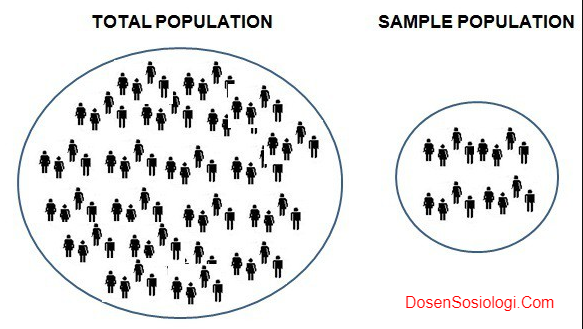 TOTAL POPULATION
SAMPLE POPULATION
DosenSosiologi.Com